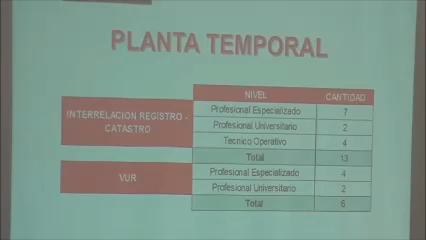 PLANTA TEMPORAL
NIVEL CANTIDAD
INTERRELACION REGISTRO - CATASTRO
Profesional Especializado 7
Profesional Universitario 2
Tecnico Operativo 4
Total 13
VUR
Profesional Especializado 4
Profesional Universitario 2
Total 6